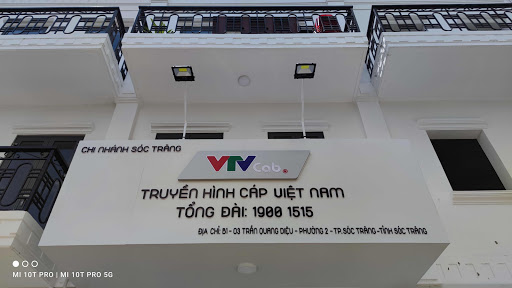 CHI NHÁNH SÓC TRĂNG
VTVCab
TRUYỀN HÌNH CÁP VIỆT NAM
TỔNG ĐÀI: 1900 1515
ĐỊA CHỈ: B1 - 03 TRẦN QUANG DIỆU - PHƯỜNG 2 - TP.SÓC TRĂNG -TỈNH SÓC TRĂNG
MI 10T PRO | MI 10T PRO 5G